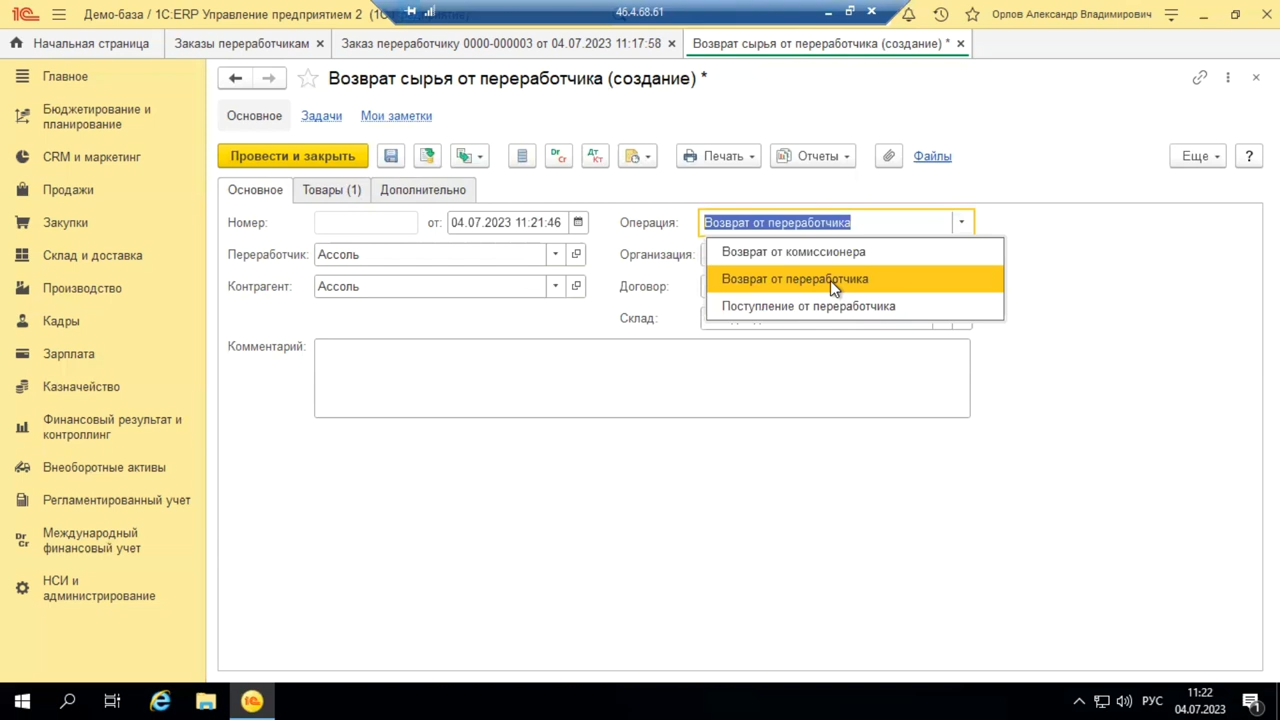 Демо-база / 1C:ERP Управление предприятием 2 (1С
46.4.68.61
Орлов Александр Владимирович
Начальная страница
Заказы переработчикам
Заказ переработчику 0000-000003 от 04.07.2023 11:17:58
Возврат сырья от переработчика (создание) *
Главное
Бюджетирование и
планирование
CRM и маркетинг
Продажи
Закупки
Склад и доставка
Производство
Кадры
Зарплата
Казначейство
Финансовый результат и
контроллинг
Внеоборотные активы
Регламентированный учет
Международный
финансовый учет
НСИ и
администрирование
Возврат сырья от переработчика (создание) *
Основное Задачи Мои заметки
Провести и закрыть
Печать
Отчеты
Файлы
Еще
?
Основное Товары (1) Дополнительно
Номер: от: 04.07.2023 11:21:46 Операция: Возврат от переработчика
Переработчик: Ассоль Организация:
Контрагент: Ассоль Договор:
Склад:
Возврат от комиссионера
Возврат от переработчика
Поступление от переработчика
Комментарий:
РУС
11:22
04.07.2023
1